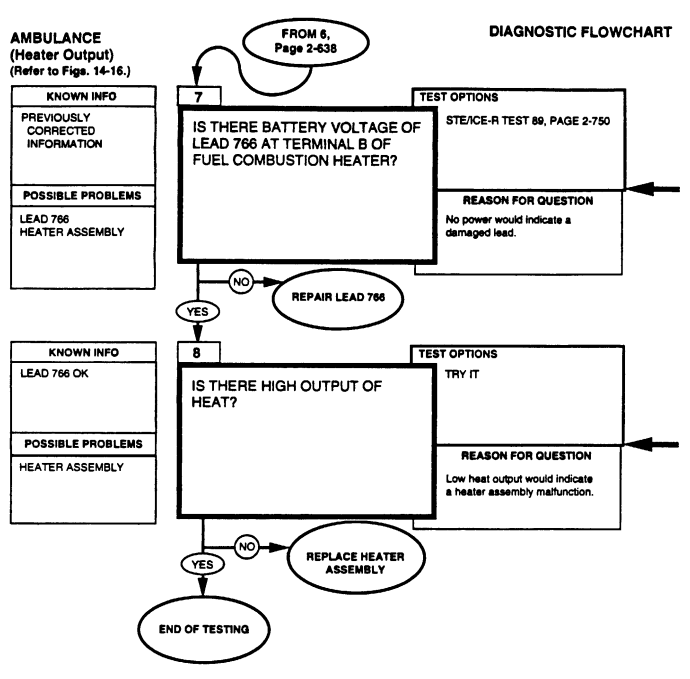 AMBULANCE
(Heater Output)
(Refer to Figs. 14-16.)
FROM 6,
Page 2-638
DIAGNOSTIC FLOWCHART
KNOWN INFO
PREVIOUSLY
CORRECTED
INFORMATION
POSSIBLE PROBLEMS
LEAD 766
HEATER ASSEMBLY
7
IS THERE BATTERY VOLTAGE OF
LEAD 766 AT TERMINAL B OF
FUEL COMBUSTION HEATER?
TEST OPTIONS
STE/ICE-R TEST 89, PAGE 2-750
REASON FOR QUESTION
No power would indicate a
damaged lead.
NO
REPAIR LEAD 766
YES
KNOWN INFO
LEAD 766 OK
POSSIBLE PROBLEMS
HEATER ASSEMBLY
8
IS THERE HIGH OUTPUT OF
HEAT?
TEST OPTIONS
TRY IT
REASON FOR QUESTION
Low heat output would indicate
a heater assembly malfunction.
NO
REPLACE HEATER
ASSEMBLY
YES
END OF TESTING